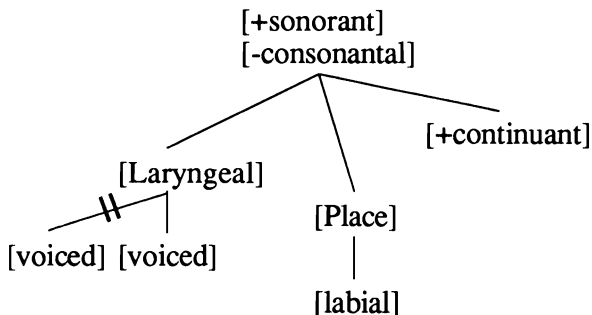 [+sonorant]
[-consonantal]
[+continuant]
[Laryngeal]
[Place]
[voiced] [voiced]
[labial]